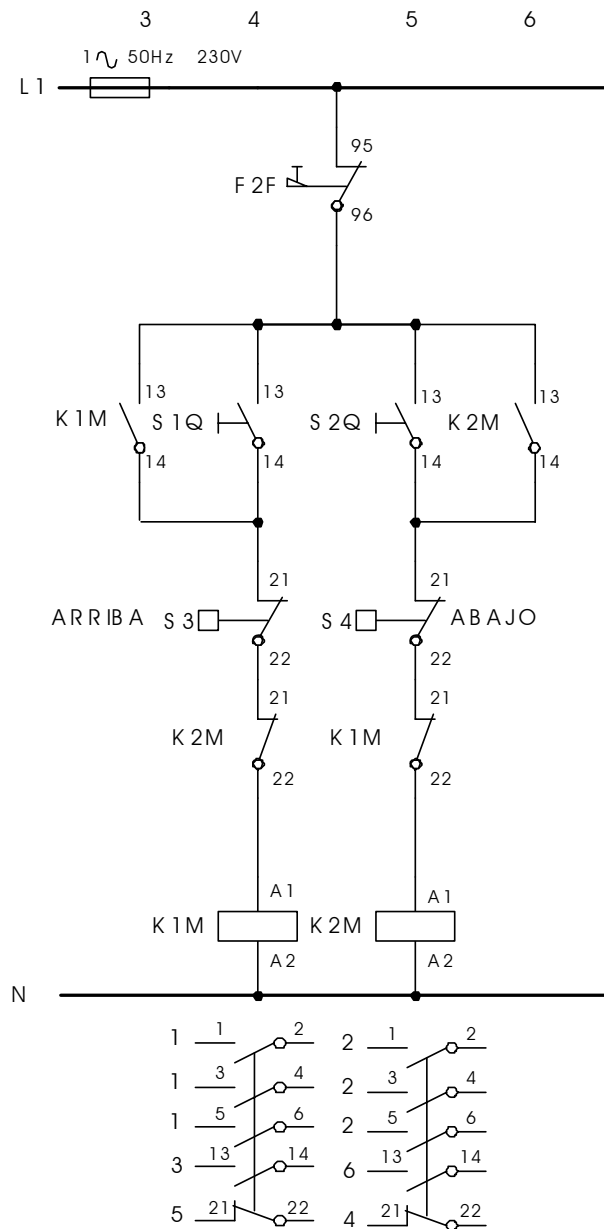 3 4 5 6
1 50Hz 230V
L1
95
F2F
96
13 13 13 13
K1M S1Q S2Q K2M
14 14 14 14
21 21
ARRIBA S3 S4 ABAJO
22 22
21 21
K2M K1M
22 22
A1 A1
K1M K2M
A2 A2
N
1 1 2 2 1 2
1 3 4 2 3 4
1 5 6 2 5 6
3 13 14 6 13 14
5 21 22 4 21 22